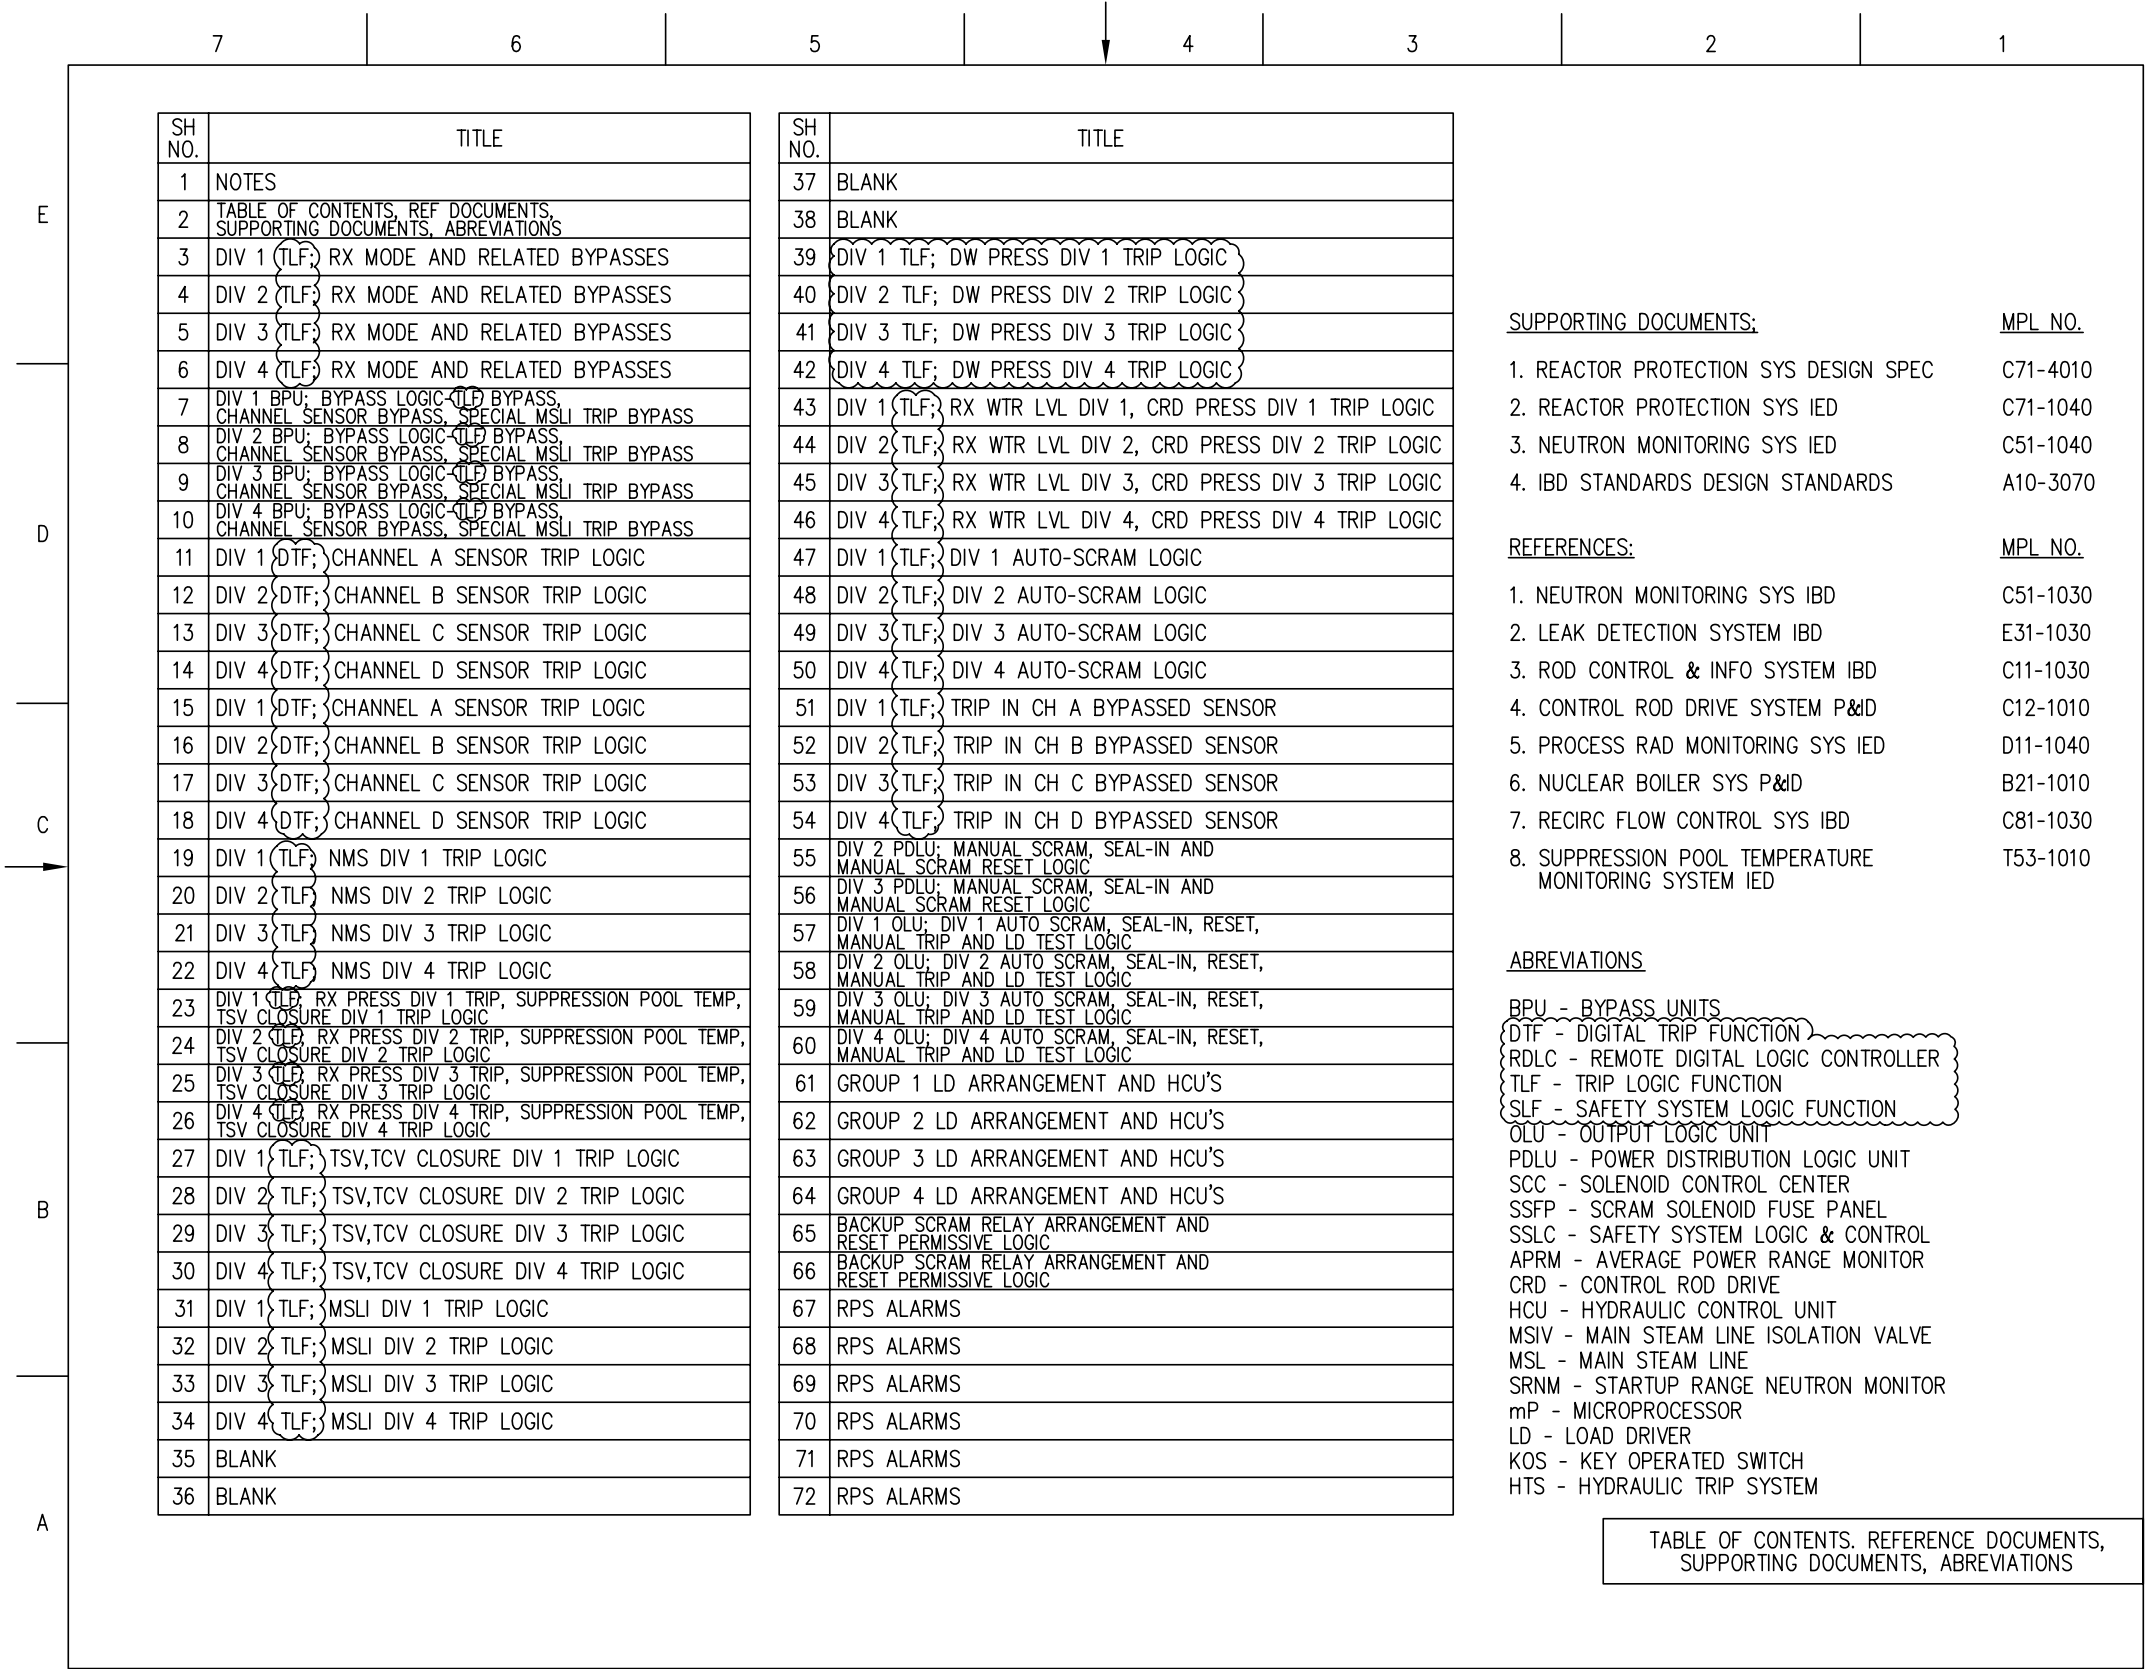 7 6 5 4 3 2 1
E
D
C
B
A
SH NO. TITLE
1 NOTES
2 TABLE OF CONTENTS, REF DOCUMENTS,
SUPPORTING DOCUMENTS, ABREVIATIONS
3 DIV 1 TLF; RX MODE AND RELATED BYPASSES
4 DIV 2 TLF; RX MODE AND RELATED BYPASSES
5 DIV 3 TLF; RX MODE AND RELATED BYPASSES
6 DIV 4 TLF; RX MODE AND RELATED BYPASSES
7 DIV 1 BPU; BYPASS LOGIC-TLF BYPASS,
CHANNEL SENSOR BYPASS, SPECIAL MSLI TRIP BYPASS
8 DIV 2 BPU; BYPASS LOGIC-TLF BYPASS,
CHANNEL SENSOR BYPASS, SPECIAL MSLI TRIP BYPASS
9 DIV 3 BPU; BYPASS LOGIC-TLF BYPASS,
CHANNEL SENSOR BYPASS, SPECIAL MSLI TRIP BYPASS
10 DIV 4 BPU; BYPASS LOGIC-TLF BYPASS,
CHANNEL SENSOR BYPASS, SPECIAL MSLI TRIP BYPASS
11 DIV 1 DTF; CHANNEL A SENSOR TRIP LOGIC
12 DIV 2 DTF; CHANNEL B SENSOR TRIP LOGIC
13 DIV 3 DTF; CHANNEL C SENSOR TRIP LOGIC
14 DIV 4 DTF; CHANNEL D SENSOR TRIP LOGIC
15 DIV 1 DTF; CHANNEL A SENSOR TRIP LOGIC
16 DIV 2 DTF; CHANNEL B SENSOR TRIP LOGIC
17 DIV 3 DTF; CHANNEL C SENSOR TRIP LOGIC
18 DIV 4 DTF; CHANNEL D SENSOR TRIP LOGIC
19 DIV 1 TLF; NMS DIV 1 TRIP LOGIC
20 DIV 2 TLF; NMS DIV 2 TRIP LOGIC
21 DIV 3 TLF; NMS DIV 3 TRIP LOGIC
22 DIV 4 TLF; NMS DIV 4 TRIP LOGIC
23 DIV 1 TLF; RX PRESS DIV 1 TRIP, SUPPRESSION POOL TEMP,
TSV CLOSURE DIV 1 TRIP LOGIC
24 DIV 2 TLF; RX PRESS DIV 2 TRIP, SUPPRESSION POOL TEMP,
TSV CLOSURE DIV 2 TRIP LOGIC
25 DIV 3 TLF; RX PRESS DIV 3 TRIP, SUPPRESSION POOL TEMP,
TSV CLOSURE DIV 3 TRIP LOGIC
26 DIV 4 TLF; RX PRESS DIV 4 TRIP, SUPPRESSION POOL TEMP,
TSV CLOSURE DIV 4 TRIP LOGIC
27 DIV 1 TLF; TSV,TCV CLOSURE DIV 1 TRIP LOGIC
28 DIV 2 TLF; TSV,TCV CLOSURE DIV 2 TRIP LOGIC
29 DIV 3 TLF; TSV,TCV CLOSURE DIV 3 TRIP LOGIC
30 DIV 4 TLF; TSV,TCV CLOSURE DIV 4 TRIP LOGIC
31 DIV 1 TLF; MSLI DIV 1 TRIP LOGIC
32 DIV 2 TLF; MSLI DIV 2 TRIP LOGIC
33 DIV 3 TLF; MSLI DIV 3 TRIP LOGIC
34 DIV 4 TLF; MSLI DIV 4 TRIP LOGIC
35 BLANK
36 BLANK
SH NO. TITLE
37 BLANK
38 BLANK
39 DIV 1 TLF; DW PRESS DIV 1 TRIP LOGIC
40 DIV 2 TLF; DW PRESS DIV 2 TRIP LOGIC
41 DIV 3 TLF; DW PRESS DIV 3 TRIP LOGIC
42 DIV 4 TLF; DW PRESS DIV 4 TRIP LOGIC
43 DIV 1 TLF; RX WTR LVL DIV 1, CRD PRESS DIV 1 TRIP LOGIC
44 DIV 2 TLF; RX WTR LVL DIV 2, CRD PRESS DIV 2 TRIP LOGIC
45 DIV 3 TLF; RX WTR LVL DIV 3, CRD PRESS DIV 3 TRIP LOGIC
46 DIV 4 TLF; RX WTR LVL DIV 4, CRD PRESS DIV 4 TRIP LOGIC
47 DIV 1 TLF; DIV 1 AUTO-SCRAM LOGIC
48 DIV 2 TLF; DIV 2 AUTO-SCRAM LOGIC
49 DIV 3 TLF; DIV 3 AUTO-SCRAM LOGIC
50 DIV 4 TLF; DIV 4 AUTO-SCRAM LOGIC
51 DIV 1 TLF; TRIP IN CH A BYPASSED SENSOR
52 DIV 2 TLF; TRIP IN CH B BYPASSED SENSOR
53 DIV 3 TLF; TRIP IN CH C BYPASSED SENSOR
54 DIV 4 TLF; TRIP IN CH D BYPASSED SENSOR
55 DIV 2 PDLU; MANUAL SCRAM, SEAL-IN AND
MANUAL SCRAM RESET LOGIC
56 DIV 3 PDLU; MANUAL SCRAM, SEAL-IN AND
MANUAL SCRAM RESET LOGIC
57 DIV 1 OLU; DIV 1 AUTO SCRAM, SEAL-IN, RESET,
MANUAL TRIP AND LD TEST LOGIC
58 DIV 2 OLU; DIV 2 AUTO SCRAM, SEAL-IN, RESET,
MANUAL TRIP AND LD TEST LOGIC
59 DIV 3 OLU; DIV 3 AUTO SCRAM, SEAL-IN, RESET,
MANUAL TRIP AND LD TEST LOGIC
60 DIV 4 OLU; DIV 4 AUTO SCRAM, SEAL-IN, RESET,
MANUAL TRIP AND LD TEST LOGIC
61 GROUP 1 LD ARRANGEMENT AND HCU'S
62 GROUP 2 LD ARRANGEMENT AND HCU'S
63 GROUP 3 LD ARRANGEMENT AND HCU'S
64 GROUP 4 LD ARRANGEMENT AND HCU'S
65 BACKUP SCRAM RELAY ARRANGEMENT AND
RESET PERMISSIVE LOGIC
66 BACKUP SCRAM RELAY ARRANGEMENT AND
RESET PERMISSIVE LOGIC
67 RPS ALARMS
68 RPS ALARMS
69 RPS ALARMS
70 RPS ALARMS
71 RPS ALARMS
72 RPS ALARMS
SUPPORTING DOCUMENTS; MPL NO.
1. REACTOR PROTECTION SYS DESIGN SPEC C71-4010
2. REACTOR PROTECTION SYS IED C71-1040
3. NEUTRON MONITORING SYS IED C51-1040
4. IBD STANDARDS DESIGN STANDARDS A10-3070
REFERENCES: MPL NO.
1. NEUTRON MONITORING SYS IBD C51-1030
2. LEAK DETECTION SYSTEM IBD E31-1030
3. ROD CONTROL & INFO SYSTEM IBD C11-1030
4. CONTROL ROD DRIVE SYSTEM P&ID C12-1010
5. PROCESS RAD MONITORING SYS IED D11-1040
6. NUCLEAR BOILER SYS P&ID B21-1010
7. RECIRC FLOW CONTROL SYS IBD C81-1030
8. SUPPRESSION POOL TEMPERATURE T53-1010
MONITORING SYSTEM IED
ABREVIATIONS
BPU - BYPASS UNITS
DTF - DIGITAL TRIP FUNCTION
RDLC - REMOTE DIGITAL LOGIC CONTROLLER
TLF - TRIP LOGIC FUNCTION
SLF - SAFETY SYSTEM LOGIC FUNCTION
OLU - OUTPUT LOGIC UNIT
PDLU - POWER DISTRIBUTION LOGIC UNIT
SCC - SOLENOID CONTROL CENTER
SSFP - SCRAM SOLENOID FUSE PANEL
SSLC - SAFETY SYSTEM LOGIC & CONTROL
APRM - AVERAGE POWER RANGE MONITOR
CRD - CONTROL ROD DRIVE
HCU - HYDRAULIC CONTROL UNIT
MSIV - MAIN STEAM LINE ISOLATION VALVE
MSL - MAIN STEAM LINE
SRNM - STARTUP RANGE NEUTRON MONITOR
mP - MICROPROCESSOR
LD - LOAD DRIVER
KOS - KEY OPERATED SWITCH
HTS - HYDRAULIC TRIP SYSTEM
TABLE OF CONTENTS. REFERENCE DOCUMENTS,
SUPPORTING DOCUMENTS, ABREVIATIONS